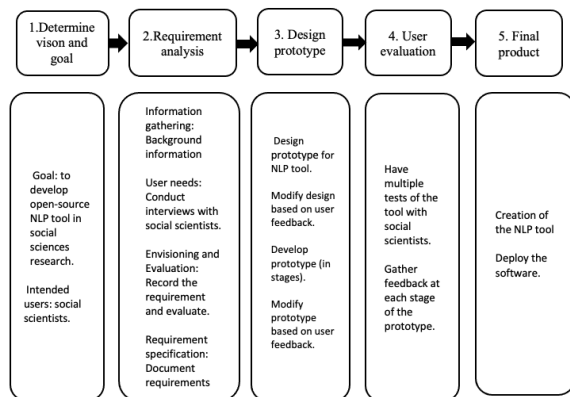 1.Determine
vison and
goal
2.Requirement
analysis
3. Design
prototype
4. User
evaluation
5. Final
product
Goal: to
develop
open-source
NLP tool in
social
sciences
research.
Intended
users: social
scientists.
Information
gathering:
Background
information
User needs:
Conduct
interviews with
social scientists.
Envisioning and
Evaluation:
Record the
requirement
and evaluate.
Requirement
specification:
Document
requirements
Design
prototype for
NLP tool.
Modify design
based on user
feedback.
Develop
prototype (in
stages).
Modify
prototype
based on user
feedback.
Have
multiple
tests of the
tool with
social
scientists.
Gather
feedback at
each stage
of the
prototype.
Creation of
the NLP tool
Deploy the
software.